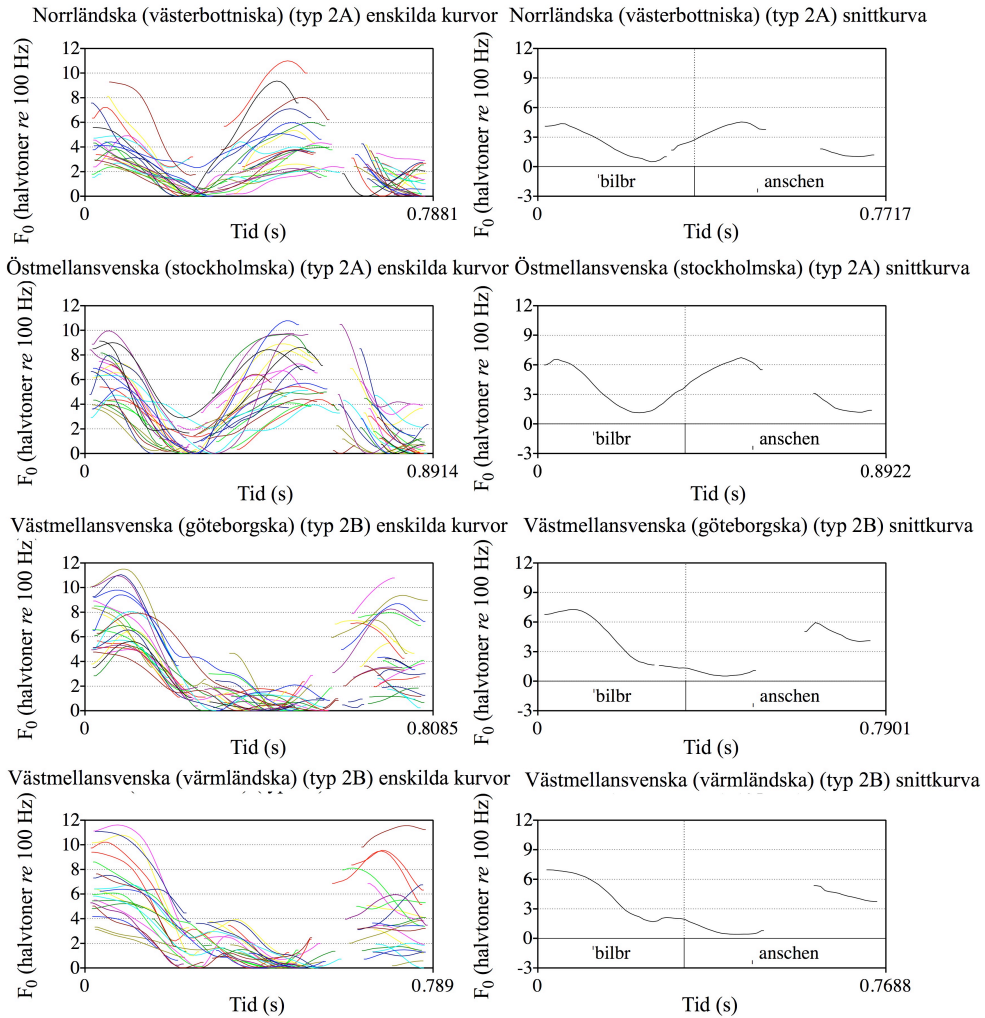 Norrländska (västerbottniska) (typ 2A) enskilda kurvor
F0 (halvtoner re 100 Hz)
12
10
8
6
4
2
0
0
0.7881
Tid (s)
Norrländska (västerbottniska) (typ 2A) snittkurva
F0 (halvtoner re 100 Hz)
12
9
6
3
0
-3
ˈbilbr
ˌanschen
0
0.7717
Tid (s)
Östmellansvenska (stockholmska) (typ 2A) enskilda kurvor
F0 (halvtoner re 100 Hz)
12
10
8
6
4
2
0
0
0.8914
Tid (s)
Östmellansvenska (stockholmska) (typ 2A) snittkurva
F0 (halvtoner re 100 Hz)
12
9
6
3
0
-3
ˈbilbr
ˌanschen
0
0.8922
Tid (s)
Västmellansvenska (göteborgska) (typ 2B) enskilda kurvor
F0 (halvtoner re 100 Hz)
12
10
8
6
4
2
0
0
0.8085
Tid (s)
Västmellansvenska (göteborgska) (typ 2B) snittkurva
F0 (halvtoner re 100 Hz)
12
9
6
3
0
-3
ˈbilbr
ˌanschen
0
0.7901
Tid (s)
Västmellansvenska (värmländska) (typ 2B) enskilda kurvor
F0 (halvtoner re 100 Hz)
12
10
8
6
4
2
0
0
0.789
Tid (s)
Västmellansvenska (värmländska) (typ 2B) snittkurva
F0 (halvtoner re 100 Hz)
12
9
6
3
0
-3
ˈbilbr
ˌanschen
0
0.7688
Tid (s)